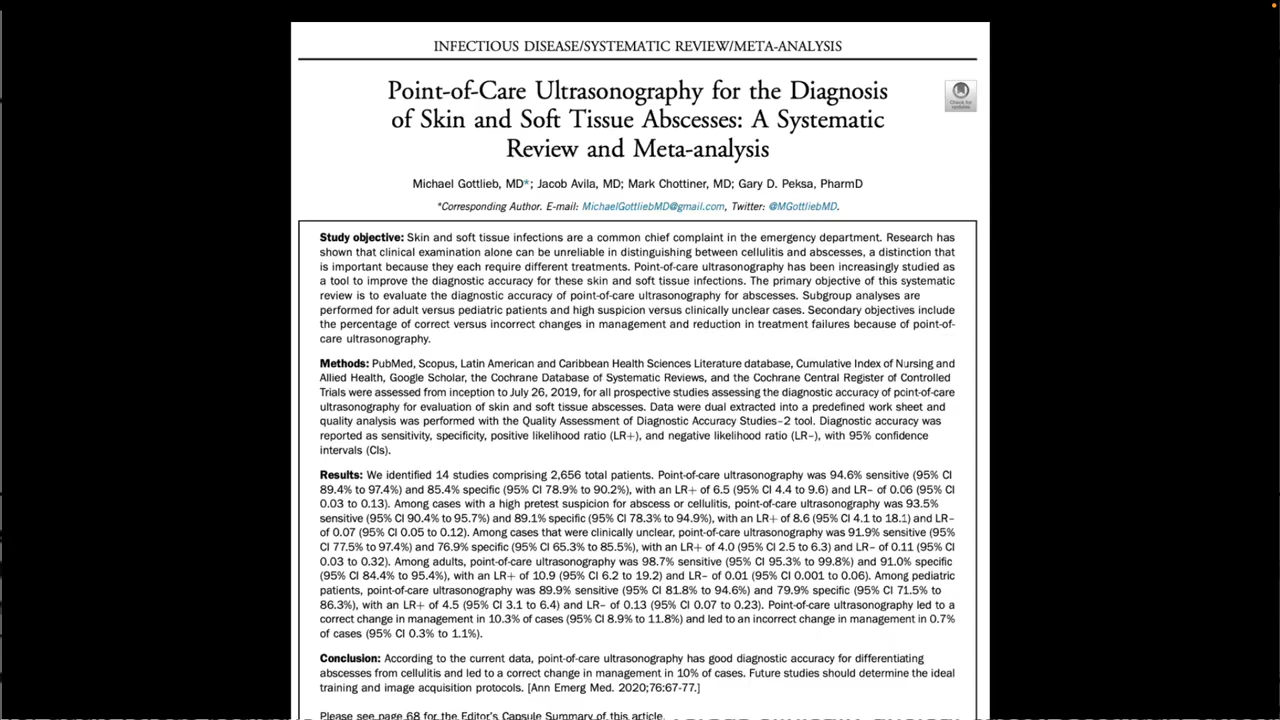 INFECTIOUS DISEASE/SYSTEMATIC REVIEW/META-ANALYSIS
Point-of-Care Ultrasonography for the Diagnosis
of Skin and Soft Tissue Abscesses: A Systematic
Review and Meta-analysis
Check for
updates
Michael Gottlieb, MD*; Jacob Avila, MD; Mark Chottiner, MD; Gary D. Peksa, PharmD
*Corresponding Author. E-mail: MichaelGottliebMD@gmail.com, Twitter: @MGottliebMD.
Study objective: Skin and soft tissue infections are a common chief complaint in the emergency department. Research has
shown that clinical examination alone can be unreliable in distinguishing between cellulitis and abscesses, a distinction that
is important because they each require different treatments. Point-of-care ultrasonography has been increasingly studied as
a tool to improve the diagnostic accuracy for these skin and soft tissue infections. The primary objective of this systematic
review is to evaluate the diagnostic accuracy of point-of-care ultrasonography for abscesses. Subgroup analyses are
performed for adult versus pediatric patients and high suspicion versus clinically unclear cases. Secondary objectives include
the percentage of correct versus incorrect changes in management and reduction in treatment failures because of point-of-
care ultrasonography.
Methods: PubMed, Scopus, Latin American and Caribbean Health Sciences Literature database, Cumulative Index of Nursing and
Allied Health, Google Scholar, the Cochrane Database of Systematic Reviews, and the Cochrane Central Register of Controlled
Trials were assessed from inception to July 26, 2019, for all prospective studies assessing the diagnostic accuracy of point-of-care
ultrasonography for evaluation of skin and soft tissue abscesses. Data were dual extracted into a predefined work sheet and
quality analysis was performed with the Quality Assessment of Diagnostic Accuracy Studies–2 tool. Diagnostic accuracy was
reported as sensitivity, specificity, positive likelihood ratio (LR+), and negative likelihood ratio (LR–), with 95% confidence
intervals (CIs).
Results: We identified 14 studies comprising 2,656 total patients. Point-of-care ultrasonography was 94.6% sensitive (95% CI
89.4% to 97.4%) and 85.4% specific (95% CI 78.9% to 90.2%), with an LR+ of 6.5 (95% CI 4.4 to 9.6) and LR– of 0.06 (95% CI
0.03 to 0.13). Among cases with a high pretest suspicion for abscess or cellulitis, point-of-care ultrasonography was 93.5%
sensitive (95% CI 90.4% to 95.7%) and 89.1% specific (95% CI 78.3% to 94.9%), with an LR+ of 8.6 (95% CI 4.1 to 18.1) and LR–
of 0.07 (95% CI 0.05 to 0.12). Among cases that were clinically unclear, point-of-care ultrasonography was 91.9% sensitive (95%
CI 77.5% to 97.4%) and 76.9% specific (95% CI 65.3% to 85.5%), with an LR+ of 4.0 (95% CI 2.5 to 6.3) and LR– of 0.11 (95% CI
0.03 to 0.32). Among adults, point-of-care ultrasonography was 98.7% sensitive (95% CI 95.3% to 99.8%) and 91.0% specific
(95% CI 84.4% to 95.4%), with an LR+ of 10.9 (95% CI 6.2 to 19.2) and LR– of 0.01 (95% CI 0.001 to 0.06). Among pediatric
patients, point-of-care ultrasonography was 89.9% sensitive (95% CI 81.8% to 94.6%) and 79.9% specific (95% CI 71.5% to
86.3%), with an LR+ of 4.5 (95% CI 3.1 to 6.4) and LR– of 0.13 (95% CI 0.07 to 0.23). Point-of-care ultrasonography led to a
correct change in management in 10.3% of cases (95% CI 8.9% to 11.8%) and led to an incorrect change in management in 0.7%
of cases (95% CI 0.3% to 1.1%).
Conclusion: According to the current data, point-of-care ultrasonography has good diagnostic accuracy for differentiating
abscesses from cellulitis and led to a correct change in management in 10% of cases. Future studies should determine the ideal
training and image acquisition protocols. [Ann Emerg Med. 2020;76:67-77.]
Please see page 68 for the Editor's Capsule Summary of this article.